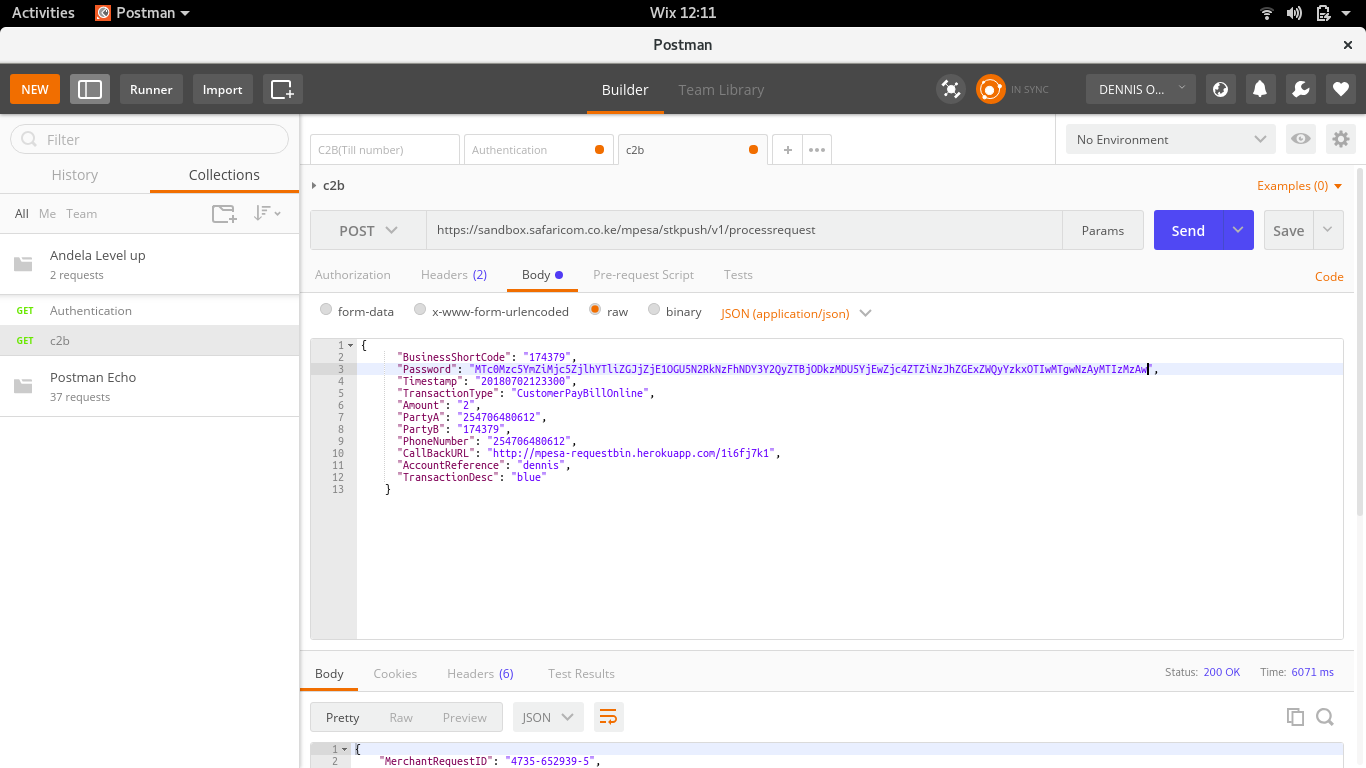 Activities Postman Wix 12:11
Postman
NEW Runner Import Builder Team Library IN SYNC DENNIS O...
Filter
History Collections
All Me Team
Andela Level up
2 requests
GET Authentication
GET c2b
Postman Echo
37 requests
C2B(Till number) Authentication c2b + No Environment
c2b Examples (0)
POST https://sandbox.safaricom.co.ke/mpesa/stkpush/v1/processrequest Params Send Save
Authorization Headers (2) Body Pre-request Script Tests Code
form-data x-www-form-urlencoded raw binary JSON (application/json)
1 {
2 "BusinessShortCode": "174379",
3 "Password": "MTc0Mzc5YmZiMjc5ZjlhYTliZGJjZjE1OGU5N2RkNzFhNDY3Y2QyZTBjODkzMDU5YjEwZjc4ZTZiNzJhZGExZWQyYzkxOTIwMTgwNzAyMTIzMzAw",
4 "Timestamp": "20180702123300",
5 "TransactionType": "CustomerPayBillOnline",
6 "Amount": "2",
7 "PartyA": "254706480612",
8 "PartyB": "174379",
9 "PhoneNumber": "254706480612",
10 "CallBackURL": "http://mpesa-requestbin.herokuapp.com/1i6fj7k1",
11 "AccountReference": "dennis",
12 "TransactionDesc": "blue"
13 }
Body Cookies Headers (6) Test Results Status: 200 OK Time: 6071 ms
Pretty Raw Preview JSON
1 {
2 "MerchantRequestID": "4735-652939-5",